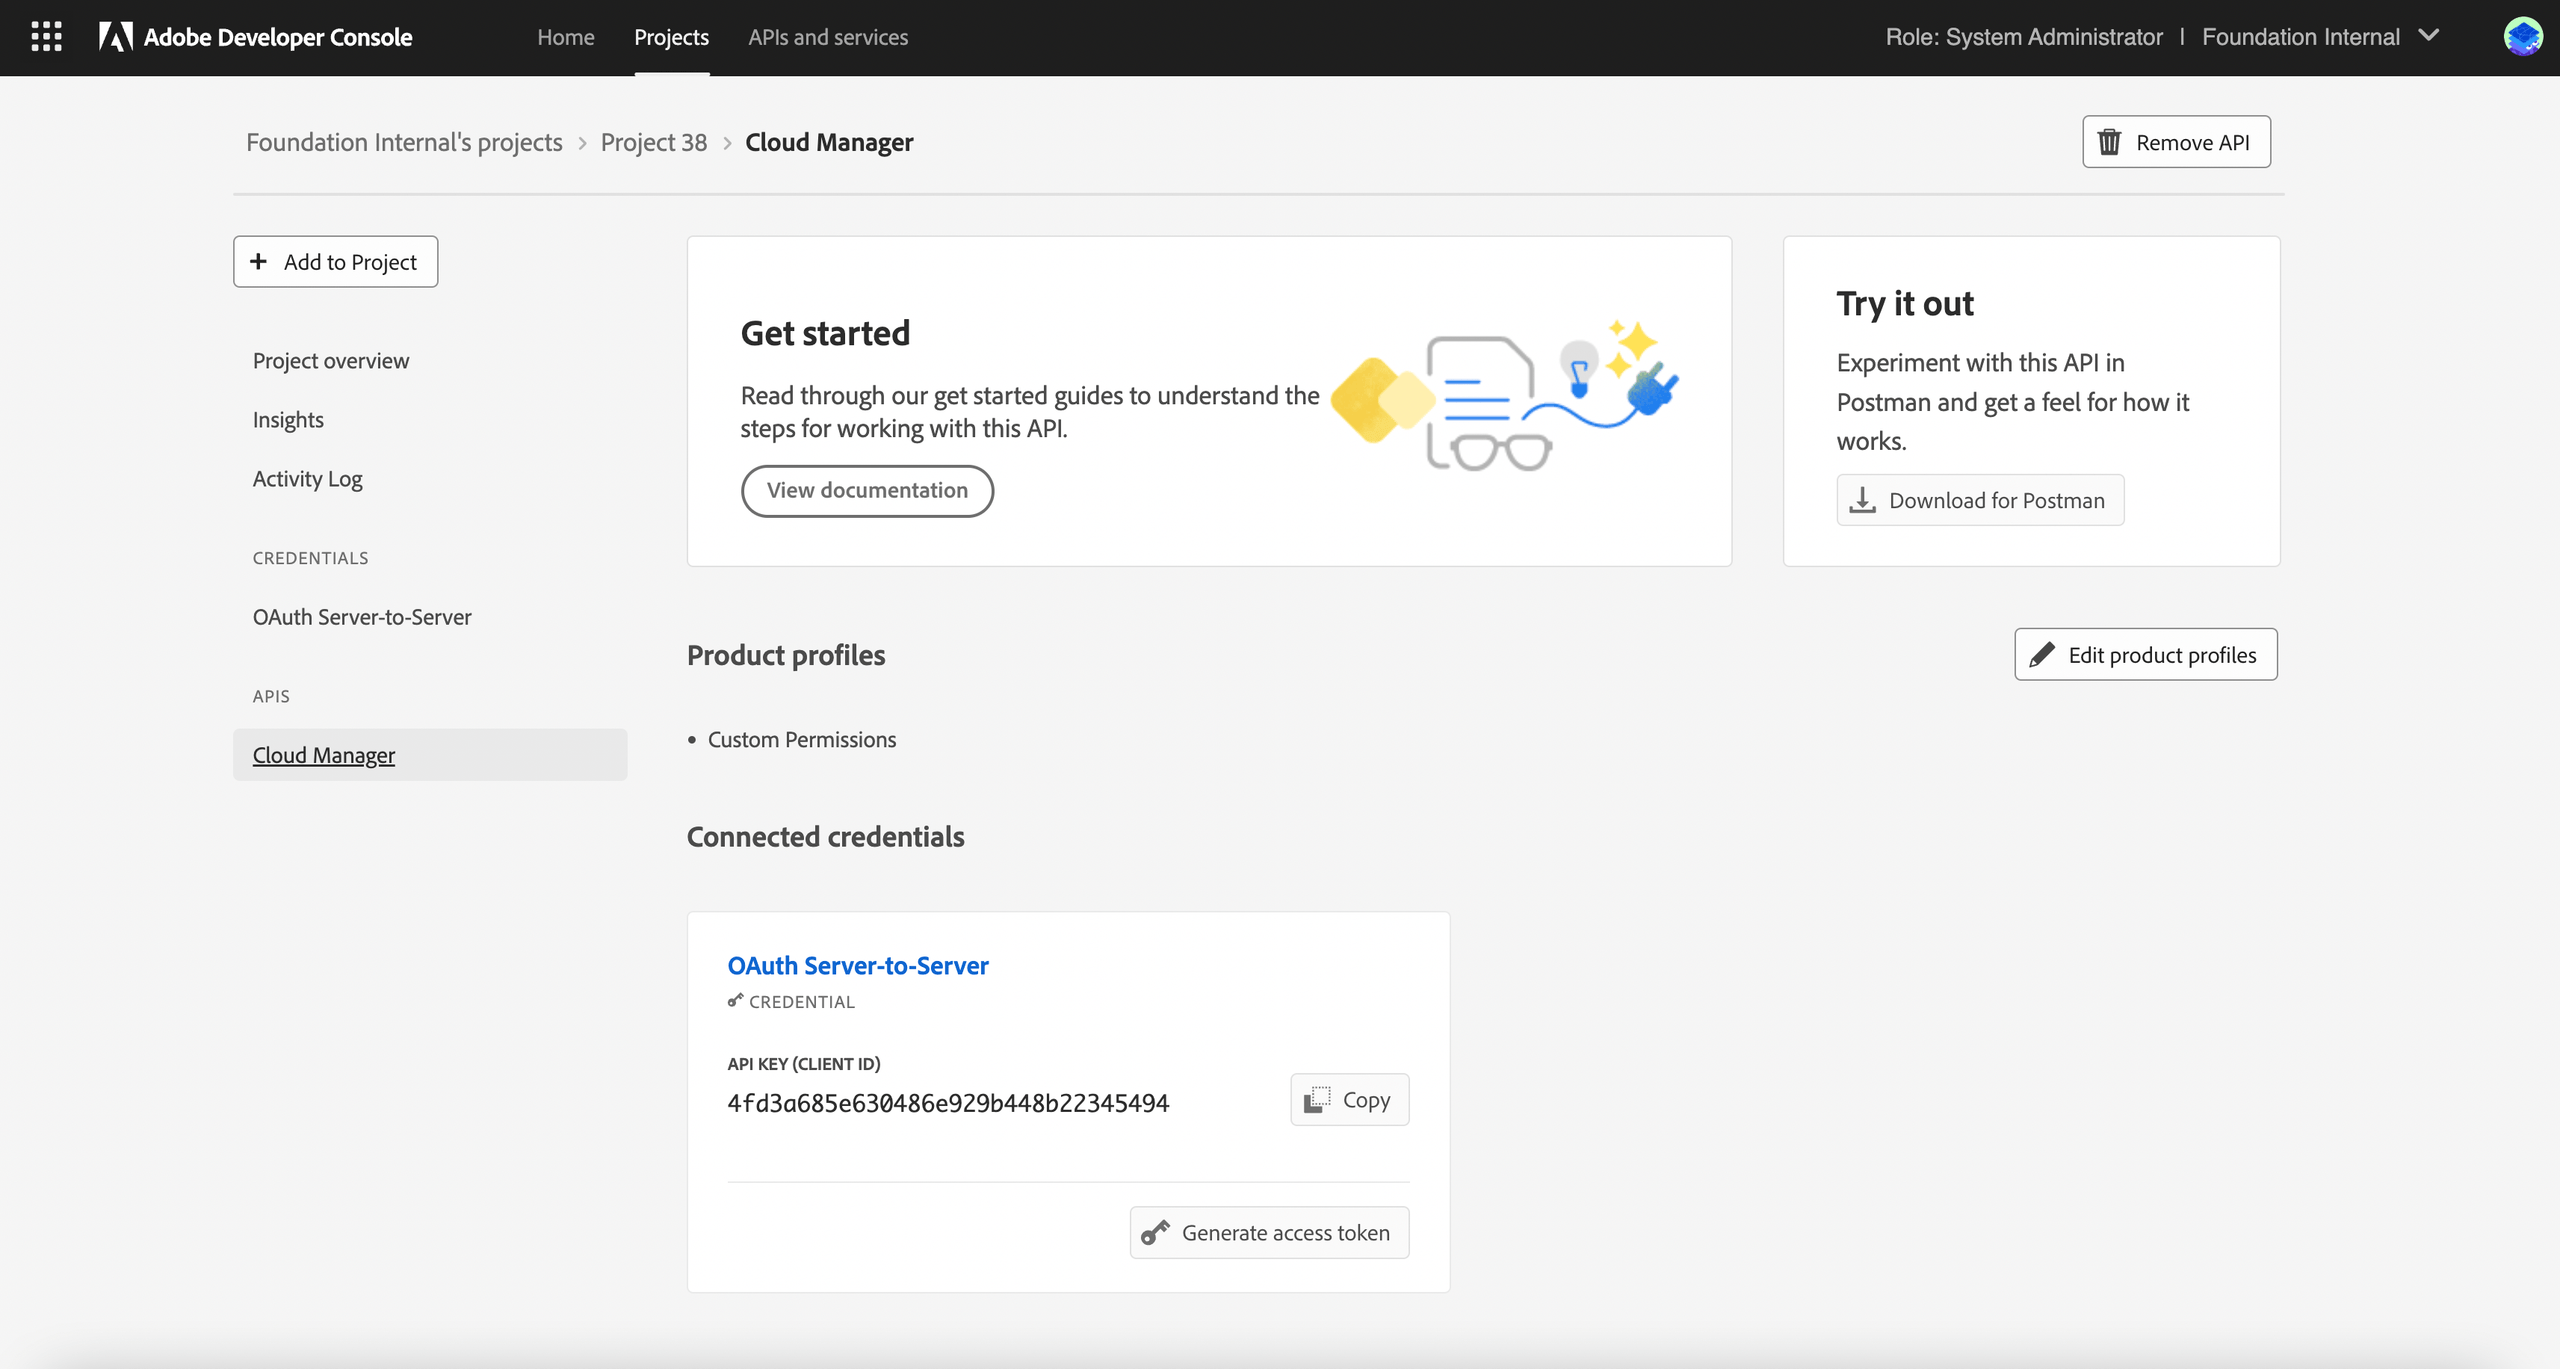 Adobe Developer Console
Home
Projects
APIs and services
Role: System Administrator | Foundation Internal
Foundation Internal's projects > Project 38 > Cloud Manager
Remove API
+ Add to Project
Project overview
Insights
Activity Log
CREDENTIALS
OAuth Server-to-Server
APIS
Cloud Manager
Get started
Read through our get started guides to understand the
steps for working with this API.
View documentation
Try it out
Experiment with this API in
Postman and get a feel for how it
works.
Download for Postman
Product profiles
Edit product profiles
• Custom Permissions
Connected credentials
OAuth Server-to-Server
CREDENTIAL
API KEY (CLIENT ID)
4fd3a685e630486e929b448b22345494
Copy
Generate access token